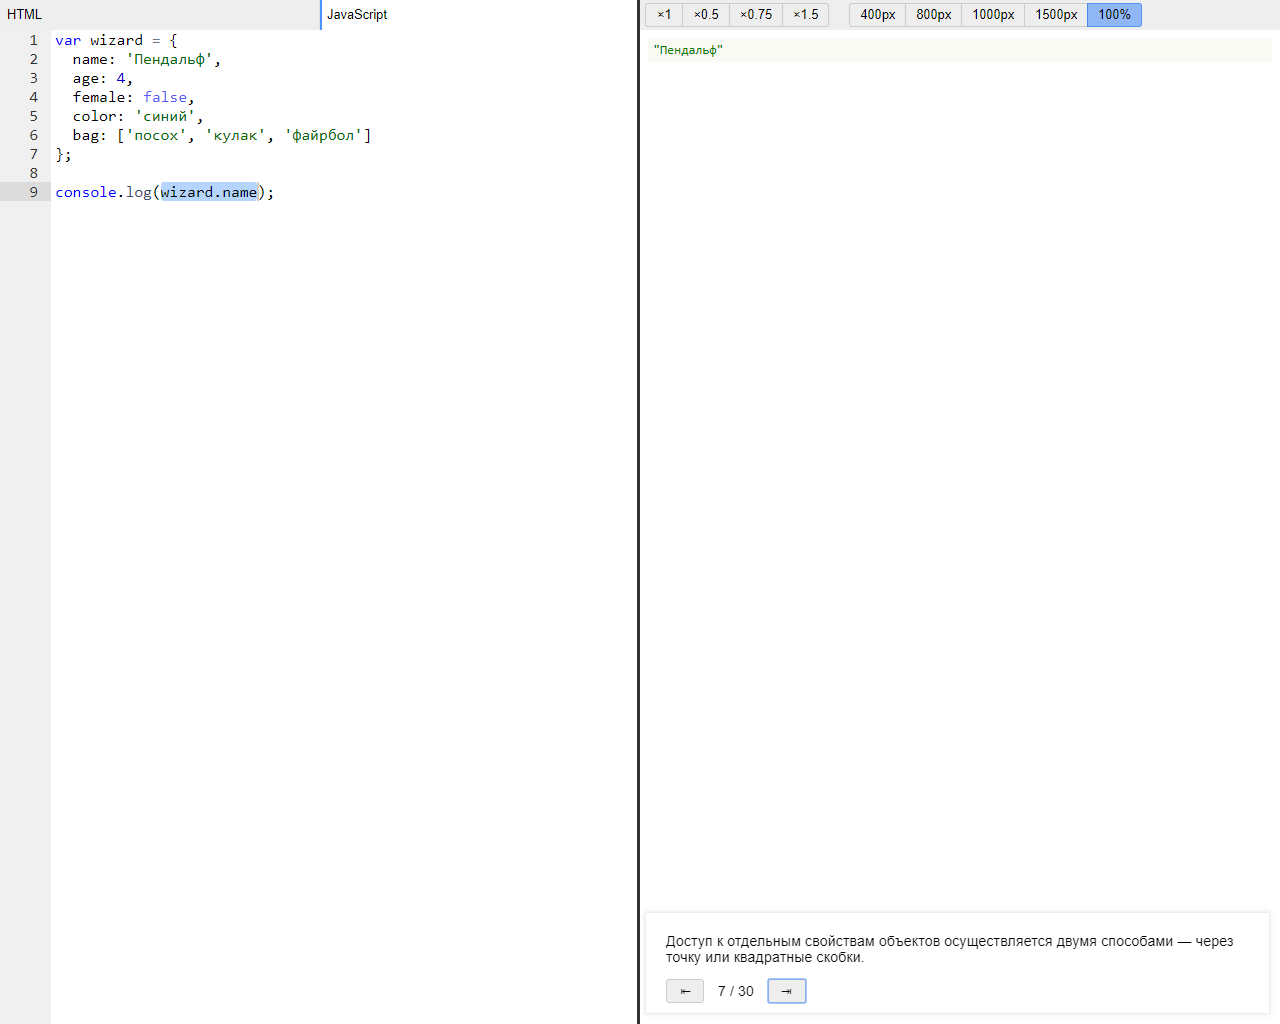 HTML
JavaScript
×1 ×0.5 ×0.75 ×1.5 400px 800px 1000px 1500px 100%
1 var wizard = {
2 name: 'Пендальф',
3 age: 4,
4 female: false,
5 color: 'синий',
6 bag: ['посох', 'кулак', 'файрбол']
7 };
8
9 console.log(wizard.name);
"Пендальф"
Доступ к отдельным свойствам объектов осуществляется двумя способами — через
точку или квадратные скобки.
⇤ 7 / 30 ⇥